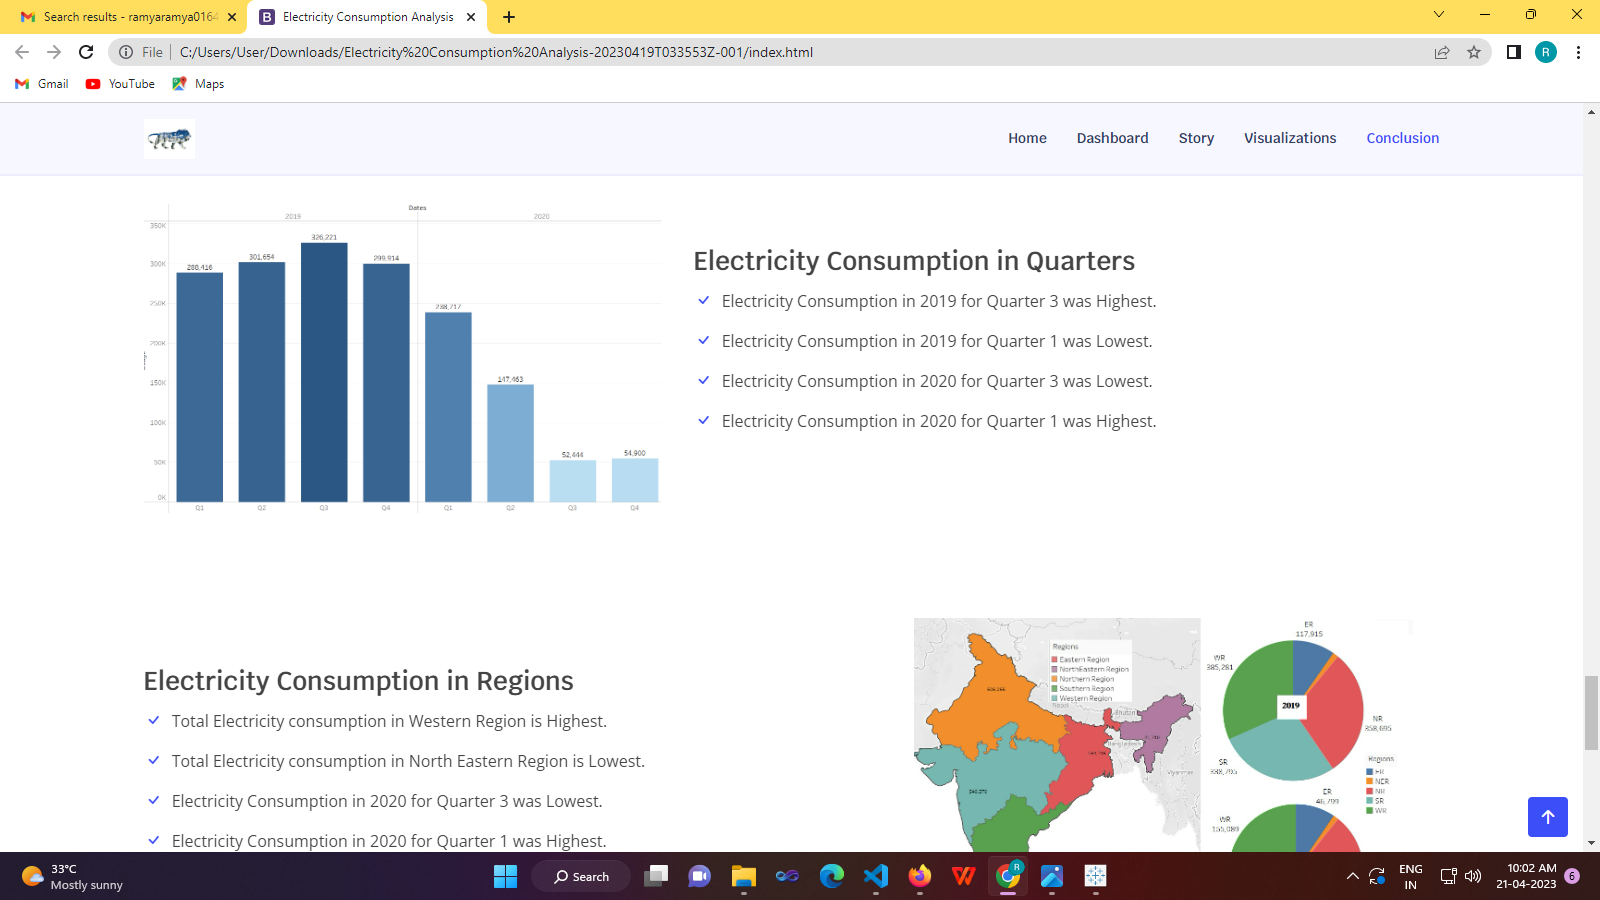 Search results - ramyaramya0164
Electricity Consumption Analysis
File
C:/Users/User/Downloads/Electricity%20Consumption%20Analysis-20230419T033553Z-001/index.html
R
Gmail
YouTube
Maps
Home
Dashboard
Story
Visualizations
Conclusion
Dates
2019
2020
350K
300K
250K
200K
150K
100K
50K
0K
288,416
301,654
326,221
299,914
238,717
147,463
52,444
54,900
Q1
Q2
Q3
Q4
Q1
Q2
Q3
Q4
Electricity Consumption in Quarters
Electricity Consumption in 2019 for Quarter 3 was Highest.
Electricity Consumption in 2019 for Quarter 1 was Lowest.
Electricity Consumption in 2020 for Quarter 3 was Lowest.
Electricity Consumption in 2020 for Quarter 1 was Highest.
Electricity Consumption in Regions
Total Electricity consumption in Western Region is Highest.
Total Electricity consumption in North Eastern Region is Lowest.
Electricity Consumption in 2020 for Quarter 3 was Lowest.
Electricity Consumption in 2020 for Quarter 1 was Highest.
Regions
Eastern Region
NorthEastern Region
Northern Region
Southern Region
Western Region
Nepal
Bhutan
Bangladesh
Myanmar
ER
117,915
WR
385,281
2019
NR
358,695
SR
338,795
Regions
ER
NER
NR
SR
WR
ER
46,799
WR
155,089
33°C
Mostly sunny
Search
R
ENG
IN
10:02 AM
21-04-2023
6